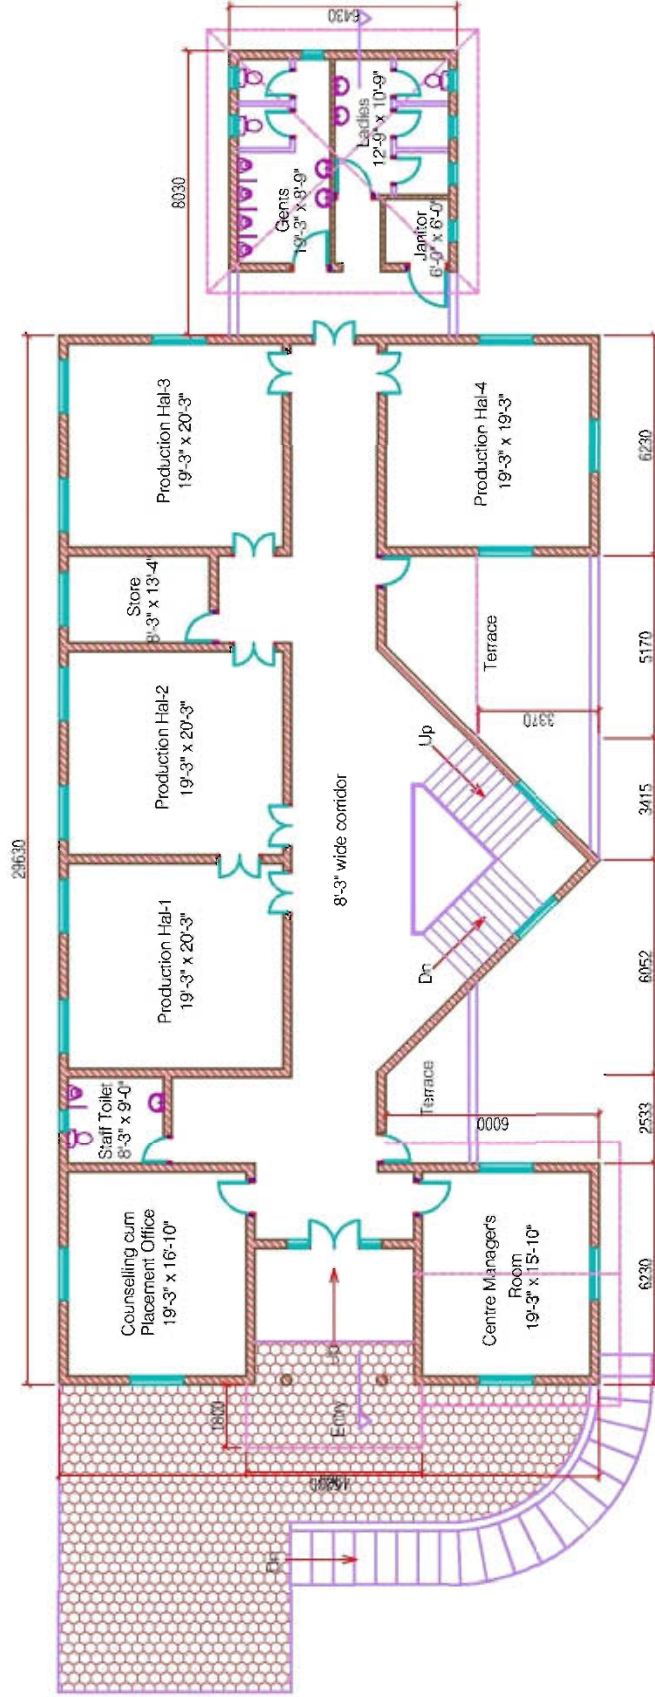 6430
8030
Gents
19'-3" x 8'-9"
Ladies
12'-9" x 10'-9"
Janitor
6'-0" x 6'-0"
29630
Production Hal-3
19'-3" x 20'-3"
Production Hal-4
19'-3" x 19'-3"
6230
Store
8'-3" x 13'-4"
Terrace
5170
3370
Production Hal-2
19'-3" x 20'-3"
Up
3415
8'-3" wide corridor
Production Hal-1
19'-3" x 20'-3"
Dn
6052
Staff Toilet
8'-3" x 9'-0"
Terrace
6000
2533
Counselling cum
Placement Office
19'-3" x 16'-10"
Centre Manager's
Room
19'-3" x 15'-10"
6230
Up
Entry
1800
Dn